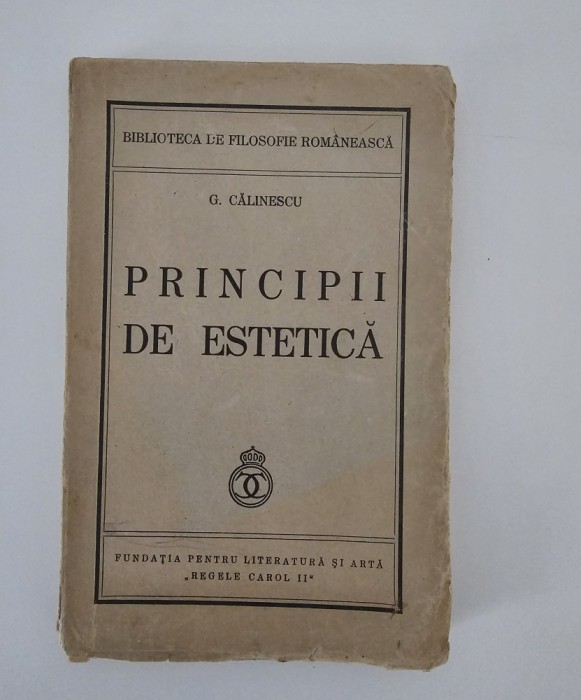 BIBLIOTECA DE FILOSOFIE ROMÂNEASCĂ
G. CĂLINESCU
PRINCIPII
DE ESTETICĂ
FUNDAȚIA PENTRU LITERATURĂ ȘI ARTĂ
„REGELE CAROL II“